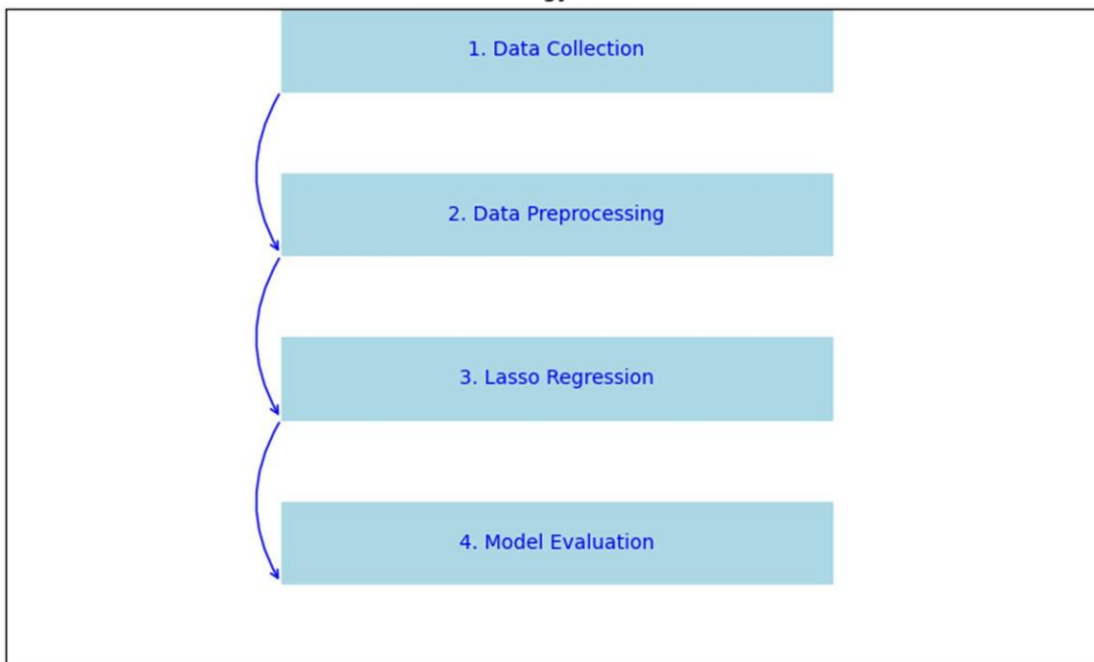 1. Data Collection
2. Data Preprocessing
3. Lasso Regression
4. Model Evaluation